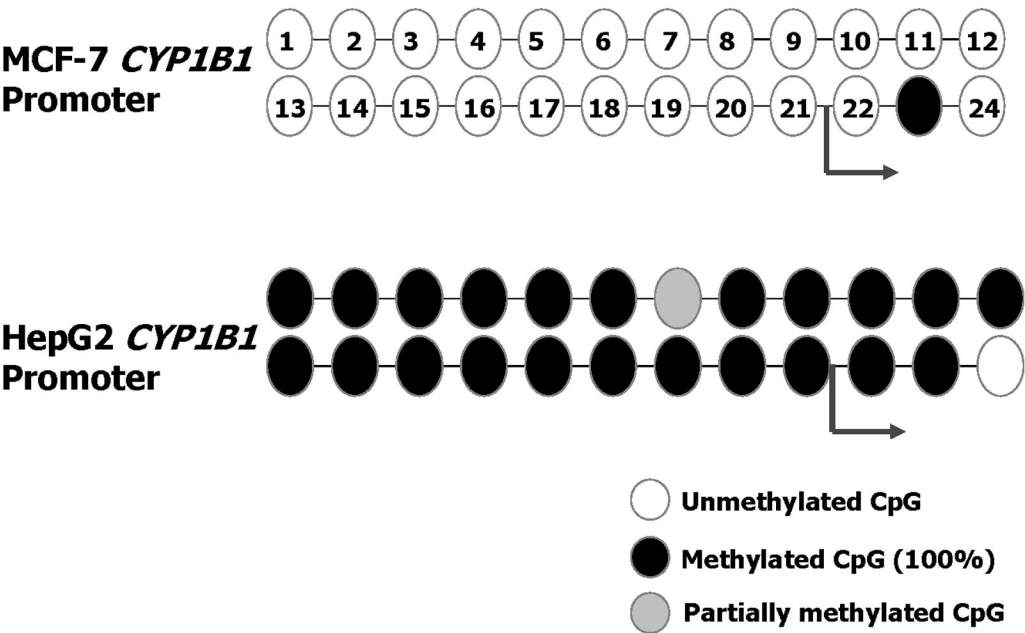 MCF-7 CYP1B1
Promoter
1 2 3 4 5 6 7 8 9 10 11 12
13 14 15 16 17 18 19 20 21 22 24
HepG2 CYP1B1
Promoter
Unmethylated CpG
Methylated CpG (100%)
Partially methylated CpG